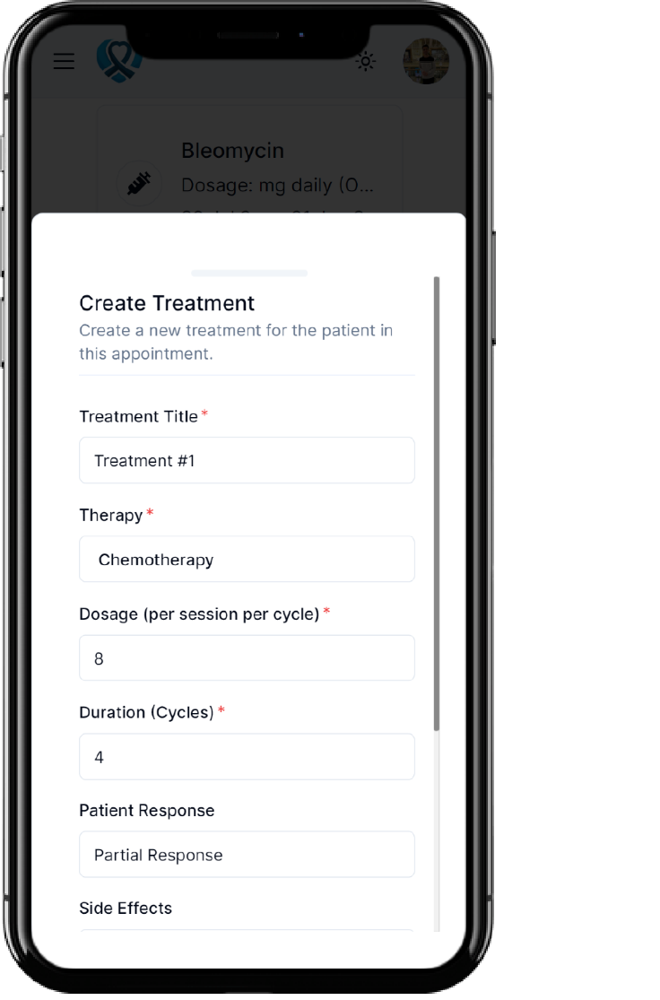 Bleomycin
Dosage: mg daily (O...
Create Treatment
Create a new treatment for the patient in
this appointment.
Treatment Title *
Treatment #1
Therapy *
Chemotherapy
Dosage (per session per cycle) *
8
Duration (Cycles) *
4
Patient Response
Partial Response
Side Effects